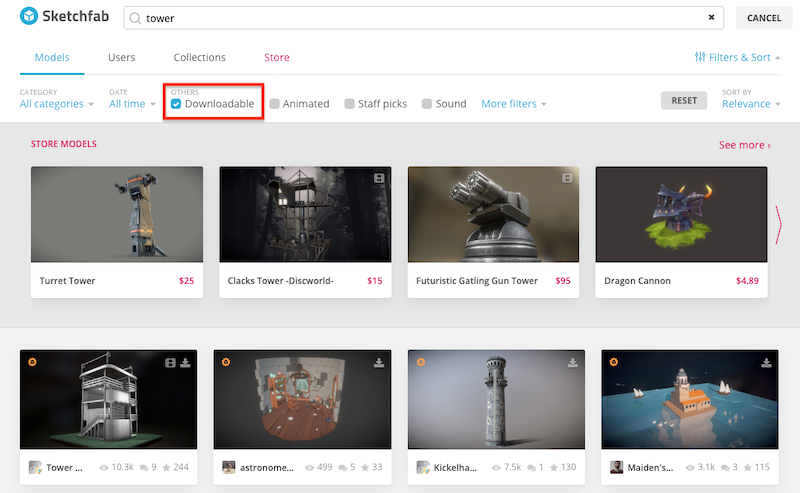 Sketchfab
tower
CANCEL
Models Users Collections Store
Filters & Sort
CATEGORY DATE OTHERS SORT BY
All categories All time Downloadable Animated Staff picks Sound More filters RESET Relevance
STORE MODELS See more ›
Turret Tower $25 Clacks Tower -Discworld- $15 Futuristic Gatling Gun Tower $95 Dragon Cannon $4.89
Tower ... 10.3k 9 244 astronome... 499 5 33 Kickelha... 7.5k 1 130 Maiden's... 3.1k 3 115